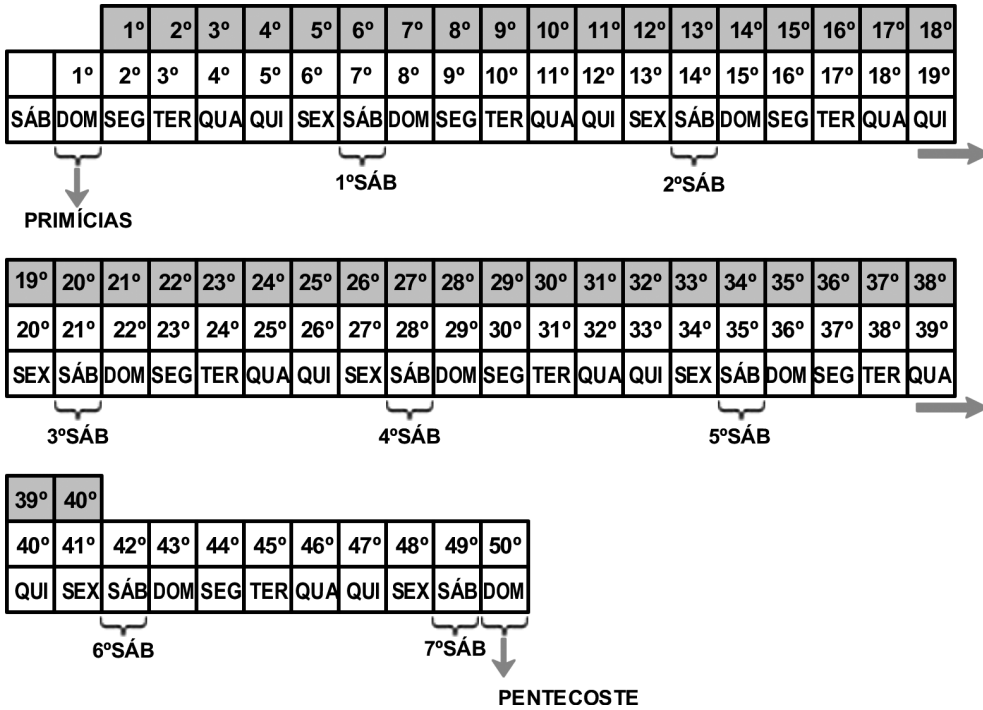 1º 2º 3º 4º 5º 6º 7º 8º 9º 10º 11º 12º 13º 14º 15º 16º 17º 18º
1º 2º 3º 4º 5º 6º 7º 8º 9º 10º 11º 12º 13º 14º 15º 16º 17º 18º 19º
SÁB DOM SEG TER QUA QUI SEX SÁB DOM SEG TER QUA QUI SEX SÁB DOM SEG TER QUA QUI
1ºSÁB 2ºSÁB
PRIMÍCIAS
19º 20º 21º 22º 23º 24º 25º 26º 27º 28º 29º 30º 31º 32º 33º 34º 35º 36º 37º 38º
20º 21º 22º 23º 24º 25º 26º 27º 28º 29º 30º 31º 32º 33º 34º 35º 36º 37º 38º 39º
SEX SÁB DOM SEG TER QUA QUI SEX SÁB DOM SEG TER QUA QUI SEX SÁB DOM SEG TER QUA
3ºSÁB 4ºSÁB 5ºSÁB
39º 40º
40º 41º 42º 43º 44º 45º 46º 47º 48º 49º 50º
QUI SEX SÁB DOM SEG TER QUA QUI SEX SÁB DOM
6ºSÁB 7ºSÁB
PENTECOSTE